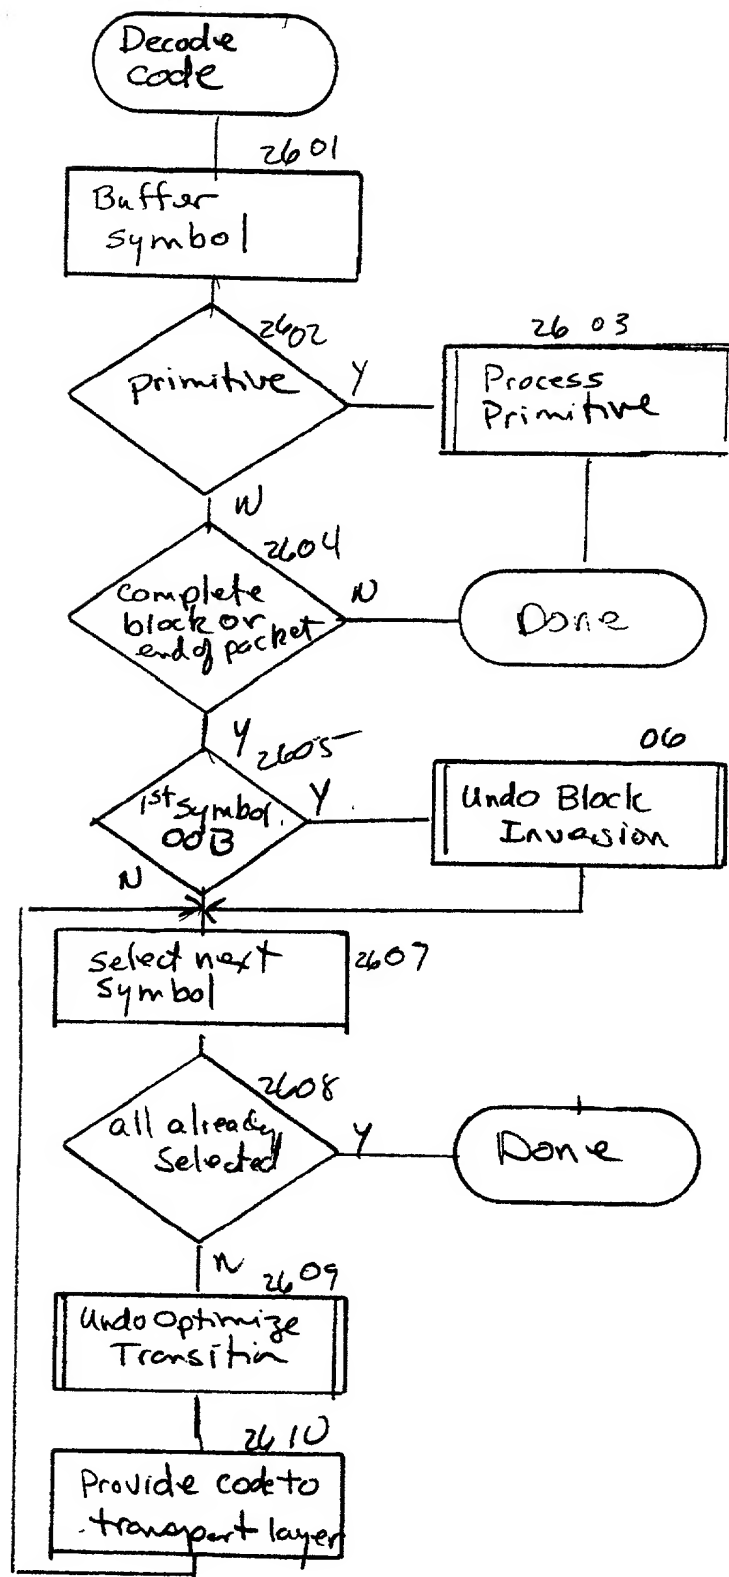 Decode
code
2601
Buffer
symbol
2602
primitive
Y
2603
Process
Primitive
N
2604
complete
block or
end of packet
N
Done
Y
2605
1st symbol
OOB
Y
06
Undo Block
Inversion
N
select next
symbol
2607
2608
all already
selected
Y
Done
N
2609
Undo Optimize
Transition
2610
Provide code to
transport layer